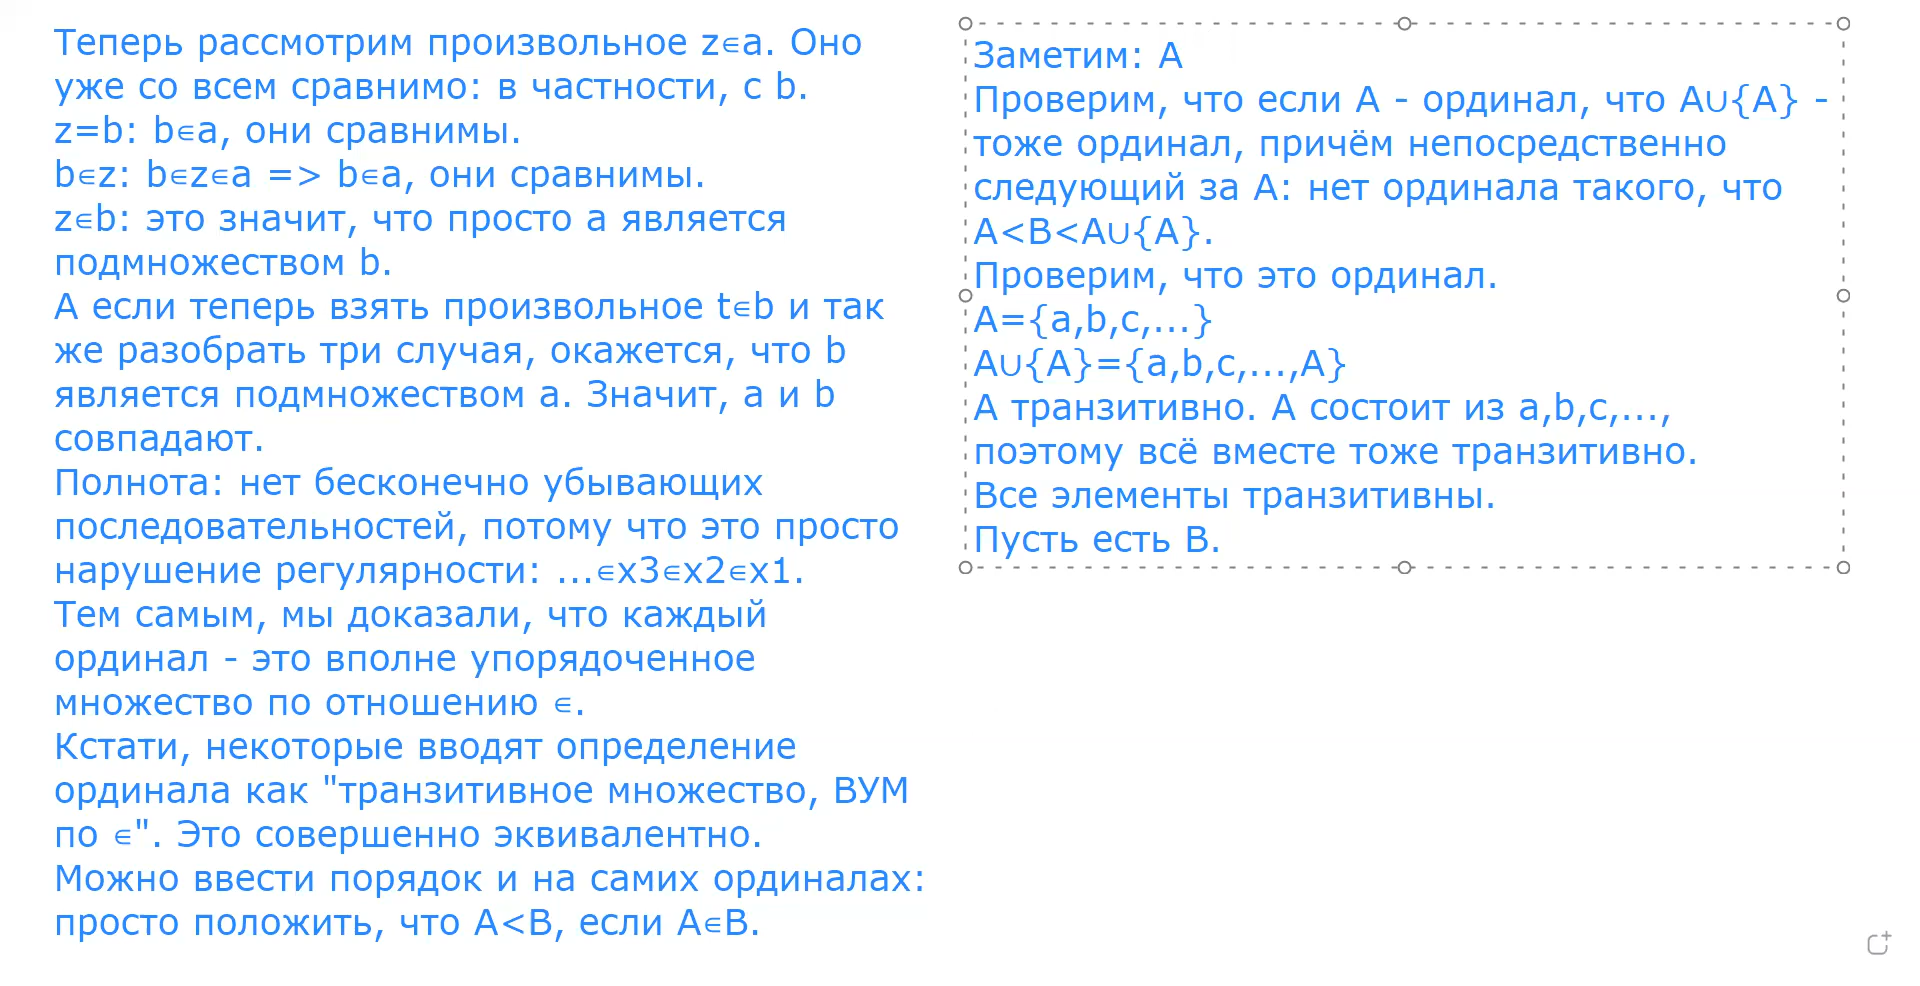 Теперь рассмотрим произвольное z∈a. Оно
уже со всем сравнимо: в частности, с b.
z=b: b∈a, они сравнимы.
b∈z: b∈z∈a => b∈a, они сравнимы.
z∈b: это значит, что просто a является
подмножеством b.
А если теперь взять произвольное t∈b и так
же разобрать три случая, окажется, что b
является подмножеством a. Значит, a и b
совпадают.
Полнота: нет бесконечно убывающих
последовательностей, потому что это просто
нарушение регулярности: ...∈x3∈x2∈x1.
Тем самым, мы доказали, что каждый
ординал - это вполне упорядоченное
множество по отношению ∈.
Кстати, некоторые вводят определение
ординала как "транзитивное множество, ВУМ
по ∈". Это совершенно эквивалентно.
Можно ввести порядок и на самих ординалах:
просто положить, что A<B, если A∈B.
Заметим: A
Проверим, что если A - ординал, что A∪{A} -
тоже ординал, причём непосредственно
следующий за A: нет ординала такого, что
A<B<A∪{A}.
Проверим, что это ординал.
A={a,b,c,...}
A∪{A}={a,b,c,...,A}
A транзитивно. A состоит из a,b,c,...,
поэтому всё вместе тоже транзитивно.
Все элементы транзитивны.
Пусть есть B.